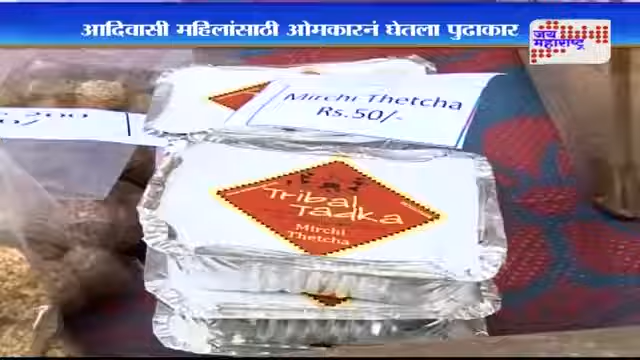 आदिवासी महिलांसाठी ओमकारनं घेतला पुढाकार
जय
महाराष्ट्र
Mirchi Thetcha
Rs.50/-
Tribal
Tadka
Mirchi
Thetcha